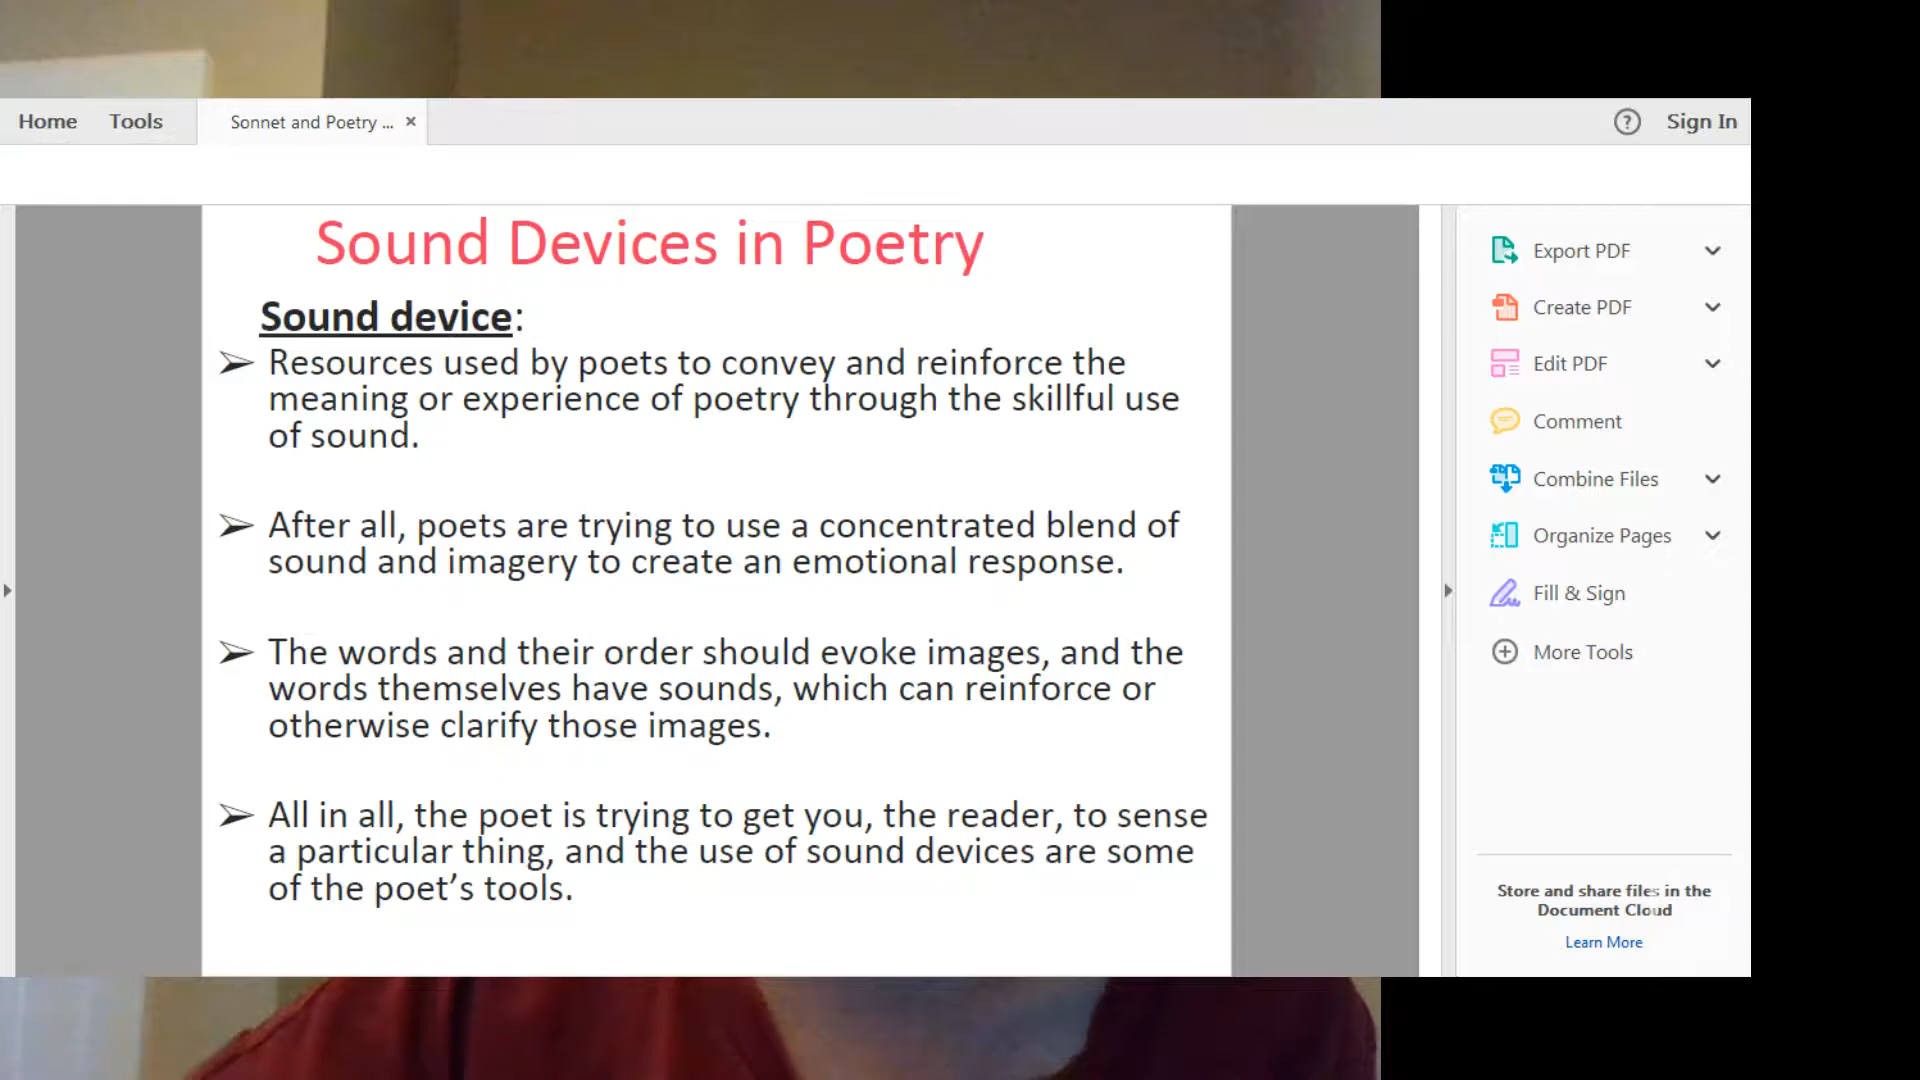 Home Tools Sonnet and Poetry ... × ? Sign In
Sound Devices in Poetry
Sound device:
➢ Resources used by poets to convey and reinforce the
meaning or experience of poetry through the skillful use
of sound.
➢ After all, poets are trying to use a concentrated blend of
sound and imagery to create an emotional response.
➢ The words and their order should evoke images, and the
words themselves have sounds, which can reinforce or
otherwise clarify those images.
➢ All in all, the poet is trying to get you, the reader, to sense
a particular thing, and the use of sound devices are some
of the poet’s tools.
Export PDF
Create PDF
Edit PDF
Comment
Combine Files
Organize Pages
Fill & Sign
More Tools
Store and share files in the
Document Cloud
Learn More